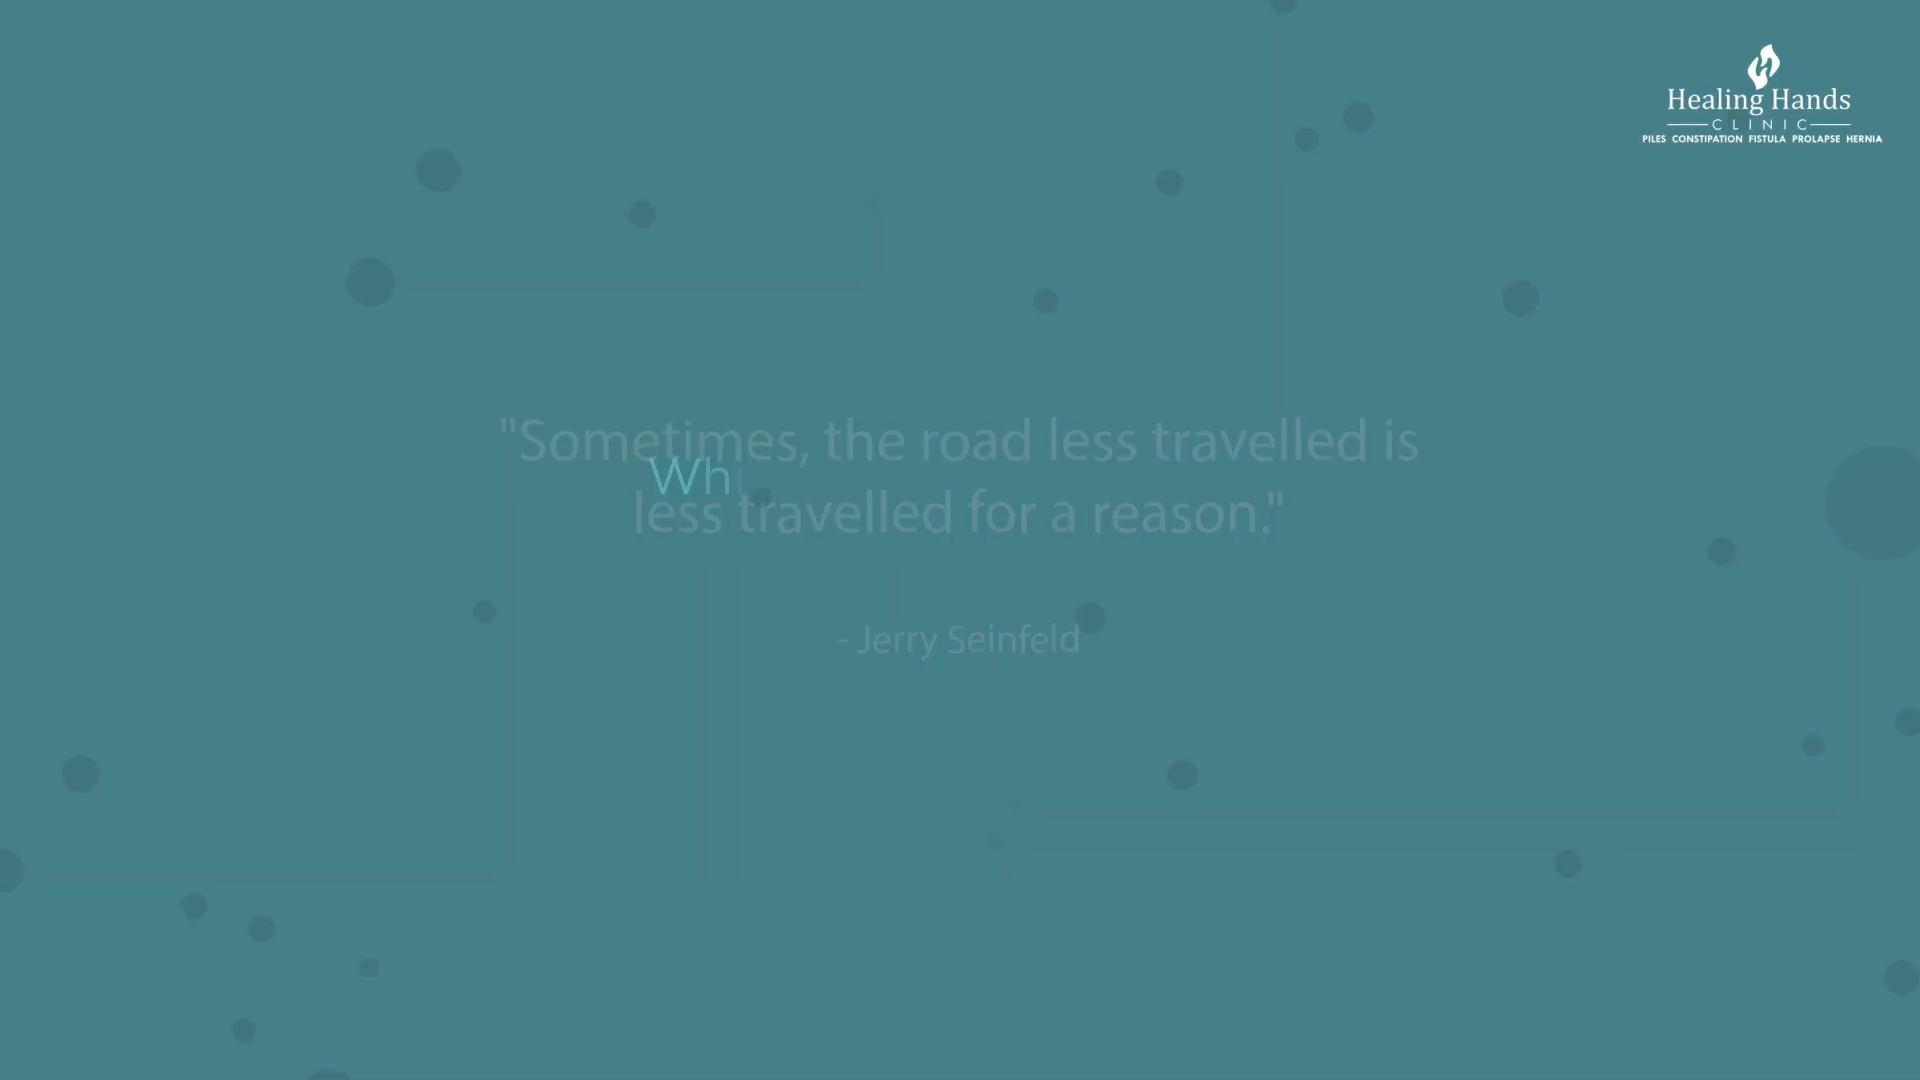 Healing Hands
CLINIC
PILES CONSTIPATION FISTULA PROLAPSE HERNIA
"Sometimes, the road less travelled is
Whi
less travelled for a reason."
- Jerry Seinfeld